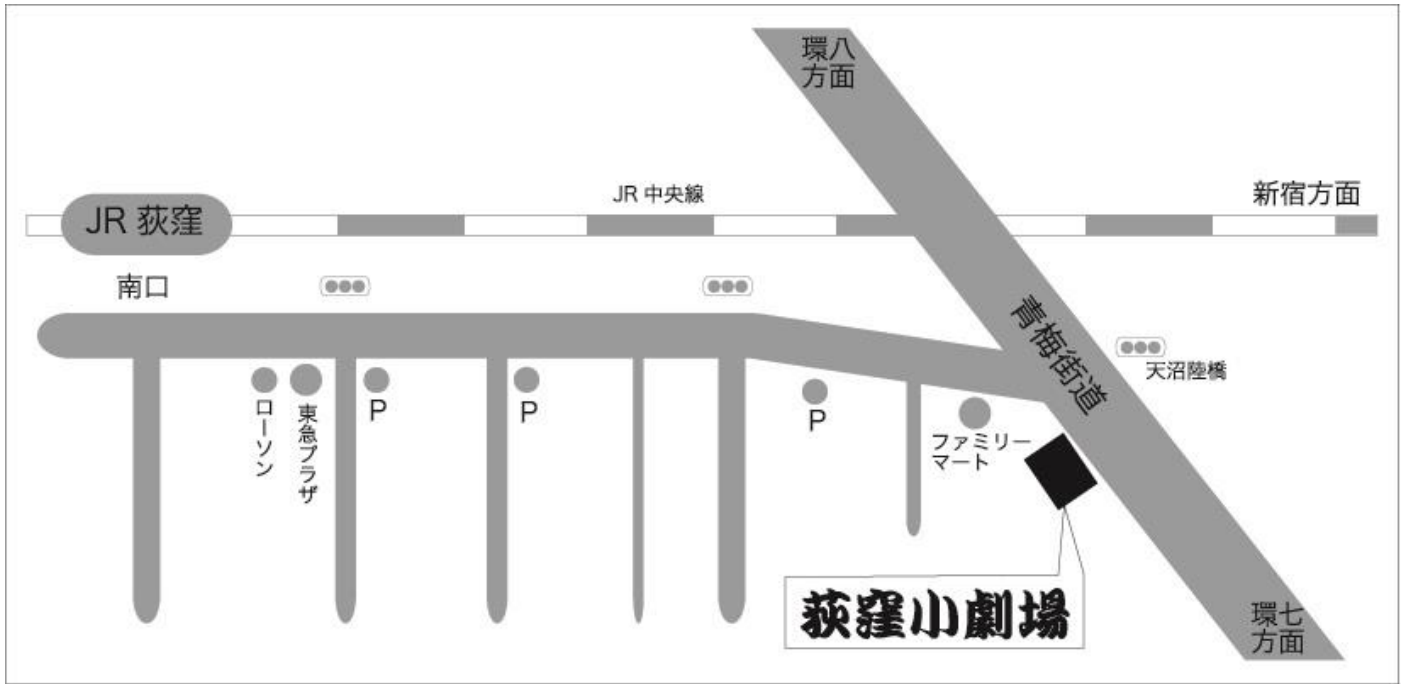 環八
方面
JR 中央線
新宿方面
JR 荻窪
南口
青梅街道
天沼陸橋
ローソン
東急プラザ
P
P
P
ファミリー
マート
荻窪小劇場
環七
方面